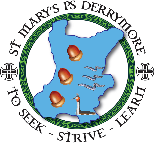 ST MARY'S PS DERRYMORE
TO SEEK - STRIVE - LEARN